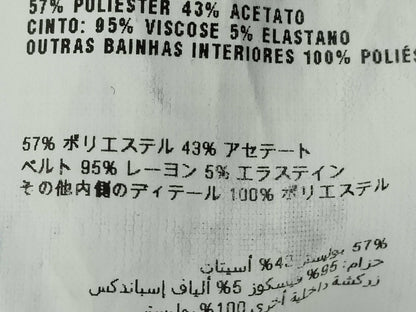 57% POLIESTER 43% ACETATO
CINTO: 95% VISCOSE 5% ELASTANO
OUTRAS BAINHAS INTERIORES 100%
57% ポリエステル 43% アセテート
ベルト 95% レーヨン 5% エラステイン
その他内側のディテール 100% ポリエステル
57% بوليستر 43% أسيتات
حزام: 95% فيسكوز 5% ألياف إسباندكس
زركشة داخلية أخرى 100%